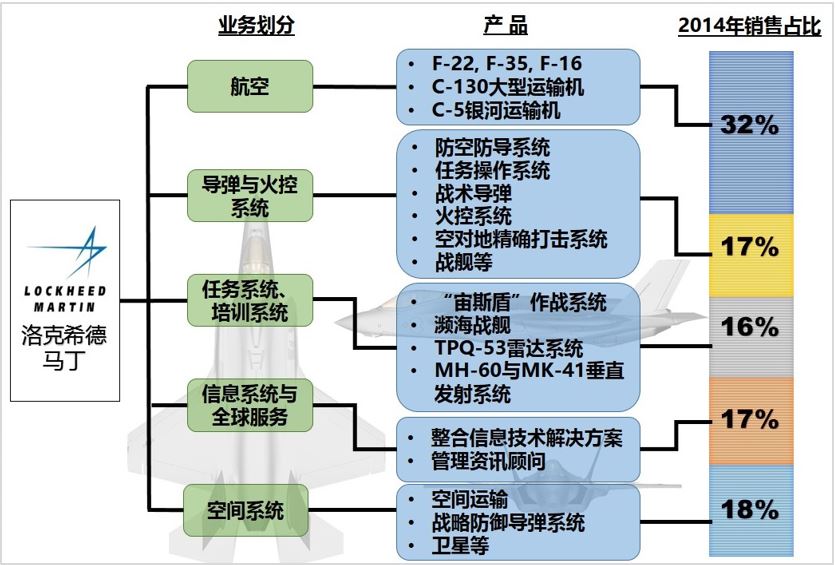 业务划分
产 品
2014年销售占比
LOCKHEED
MARTIN
洛克希德
马丁
航空
• F-22, F-35, F-16
• C-130大型运输机
• C-5银河运输机
32%
导弹与火控
系统
• 防空防导系统
• 任务操作系统
• 战术导弹
• 火控系统
• 空对地精确打击系统
• 战舰等
17%
任务系统、
培训系统
• “宙斯盾”作战系统
• 濒海战舰
• TPQ-53雷达系统
• MH-60与MK-41垂直
发射系统
16%
信息系统与
全球服务
• 整合信息技术解决方案
• 管理资讯顾问
17%
空间系统
• 空间运输
• 战略防御导弹系统
• 卫星等
18%